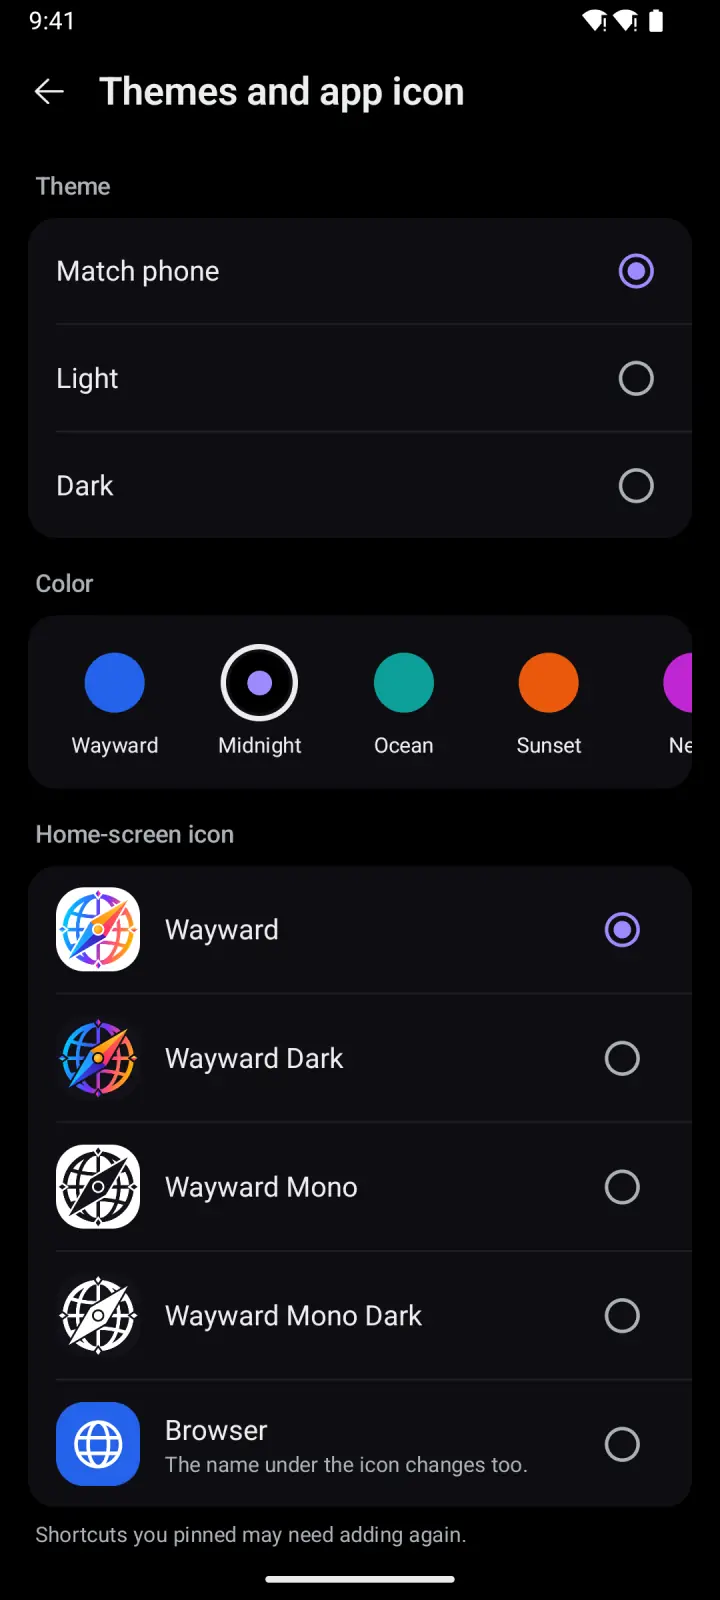 9:41
Themes and app icon
Theme
Match phone
Light
Dark
Color
Wayward
Midnight
Ocean
Sunset
Ne
Home-screen icon
Wayward
Wayward Dark
Wayward Mono
Wayward Mono Dark
Browser
The name under the icon changes too.
Shortcuts you pinned may need adding again.